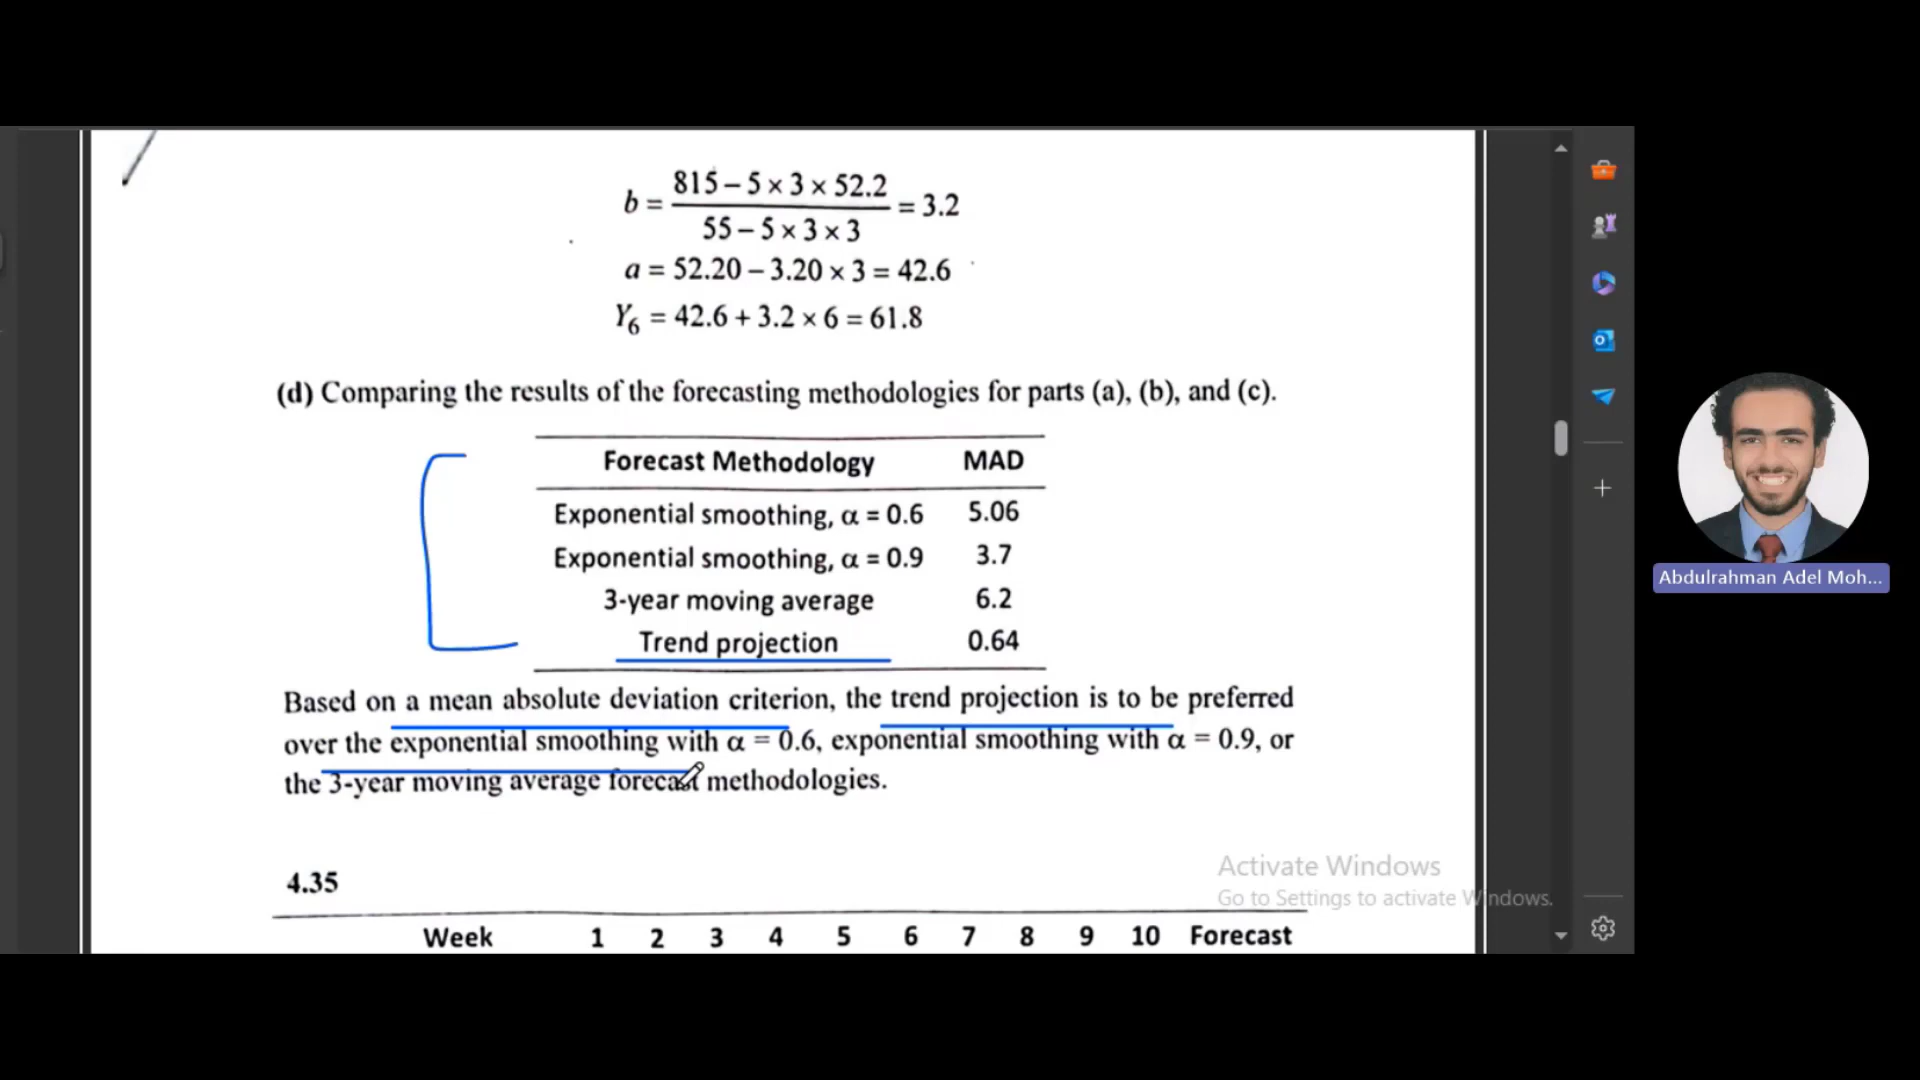 b = 815 – 5 × 3 × 52.2 / 55 – 5 × 3 × 3 = 3.2
a = 52.20 – 3.20 × 3 = 42.6
Y6 = 42.6 + 3.2 × 6 = 61.8
(d) Comparing the results of the forecasting methodologies for parts (a), (b), and (c).
Forecast Methodology MAD
Exponential smoothing, α = 0.6 5.06
Exponential smoothing, α = 0.9 3.7
3-year moving average 6.2
Trend projection 0.64
Based on a mean absolute deviation criterion, the trend projection is to be preferred
over the exponential smoothing with α = 0.6, exponential smoothing with α = 0.9, or
the 3-year moving average forecast methodologies.
4.35
Week 1 2 3 4 5 6 7 8 9 10 Forecast
Activate Windows
Go to Settings to activate Windows.
Abdulrahman Adel Moh...